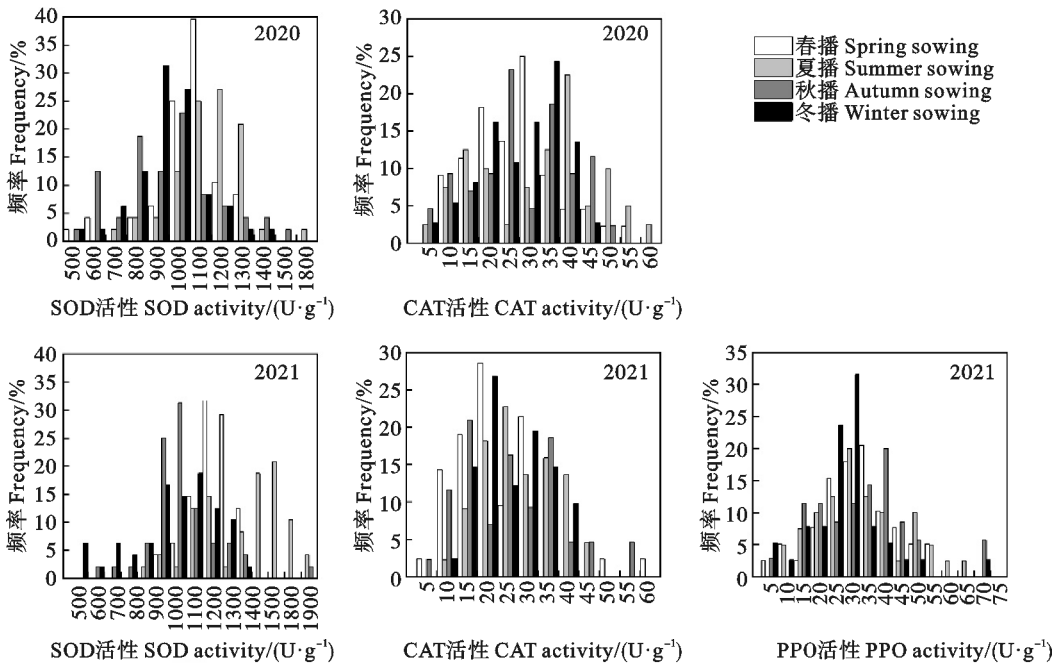 2020
频率 Frequency/%
40
35
30
25
20
15
10
5
0
500 600 700 800 900 1000 1100 1200 1300 1400 1500 1800
SOD活性 SOD activity/(U·g⁻¹)
2020
频率 Frequency/%
30
25
20
15
10
5
0
5 10 15 20 25 30 35 40 45 50 55 60
CAT活性 CAT activity/(U·g⁻¹)
春播 Spring sowing
夏播 Summer sowing
秋播 Autumn sowing
冬播 Winter sowing
2021
频率 Frequency/%
40
35
30
25
20
15
10
5
0
500 600 700 800 900 1000 1100 1200 1300 1400 1500 1800 1900
SOD活性 SOD activity/(U·g⁻¹)
2021
频率 Frequency/%
30
25
20
15
10
5
0
5 10 15 20 25 30 35 40 45 50 60
CAT活性 CAT activity/(U·g⁻¹)
2021
频率 Frequency/%
35
30
25
20
15
10
5
0
5 10 15 20 25 30 35 40 45 50 55 60 65 70 75
PPO活性 PPO activity/(U·g⁻¹)